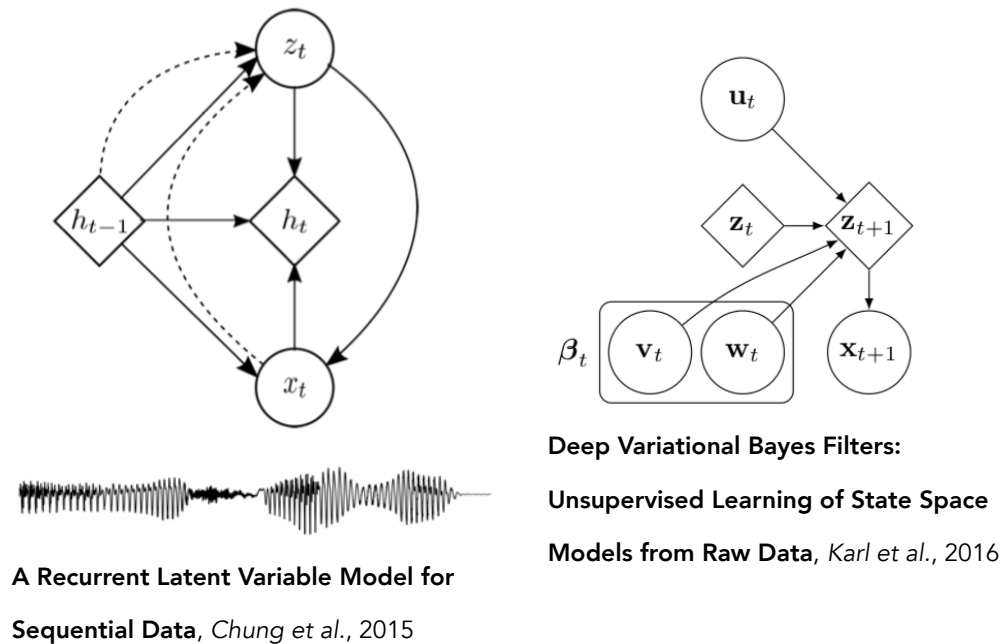 z_t
h_{t-1}
h_t
x_t
A Recurrent Latent Variable Model for
Sequential Data, Chung et al., 2015
u_t
z_t
z_{t+1}
β_t
v_t
w_t
x_{t+1}
Deep Variational Bayes Filters:
Unsupervised Learning of State Space
Models from Raw Data, Karl et al., 2016